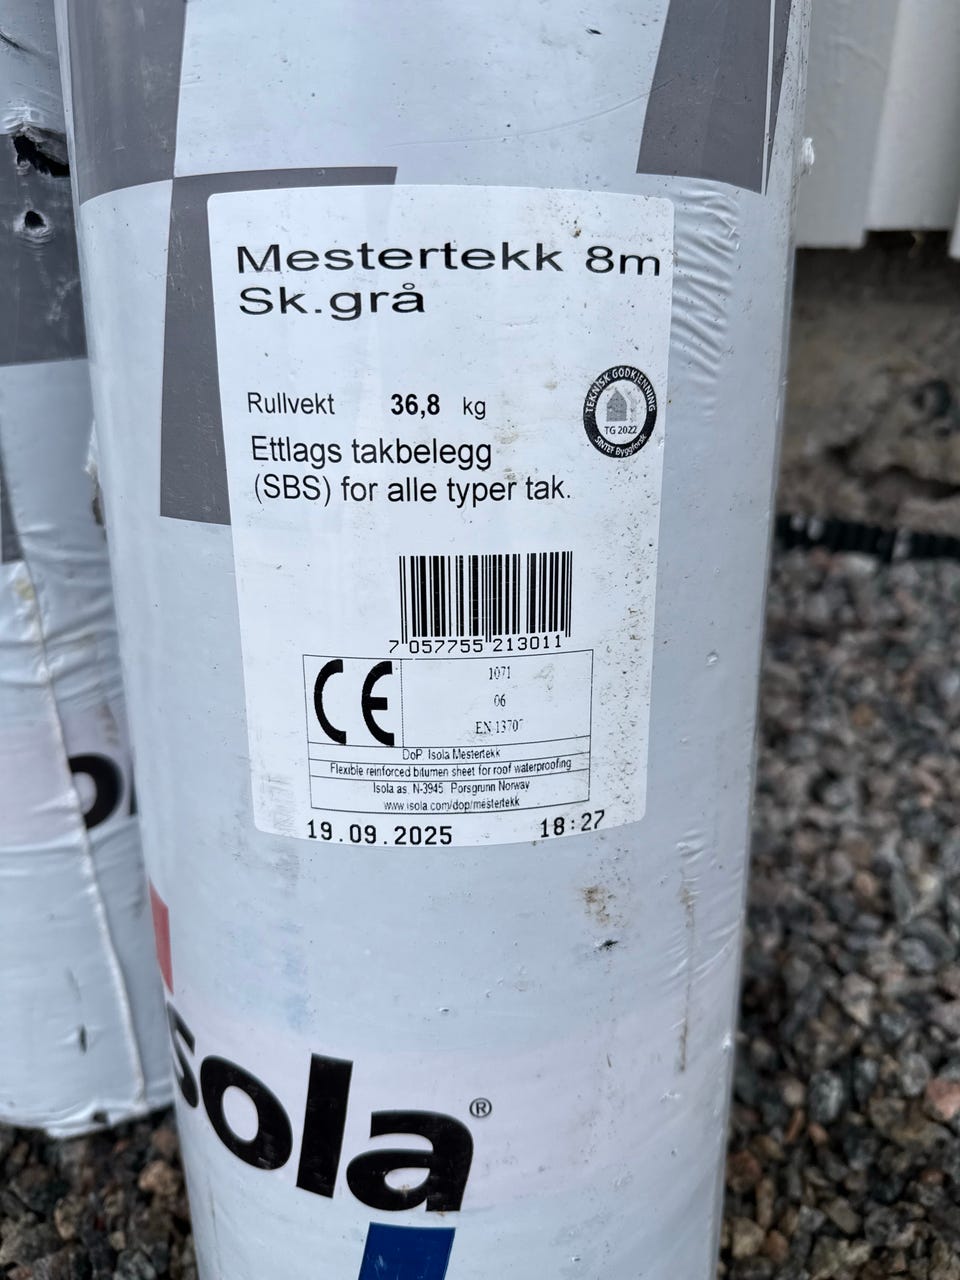 Mestertekk 8m
Sk.grå
Rullvekt 36,8 kg
TEKNISK GODKJENNING
TG 2022
SINTEF Byggforsk
Ettlags takbelegg
(SBS) for alle typer tak.
7 057755 213011
CE
1071
06
EN 13707
DoP. Isola Mestertekk
Flexible reinforced bitumen sheet for roof waterproofing
Isola as, N-3945 Porsgrunn Norway
www.isola.com/dop/mestertekk
19.09.2025 18:27
isola®